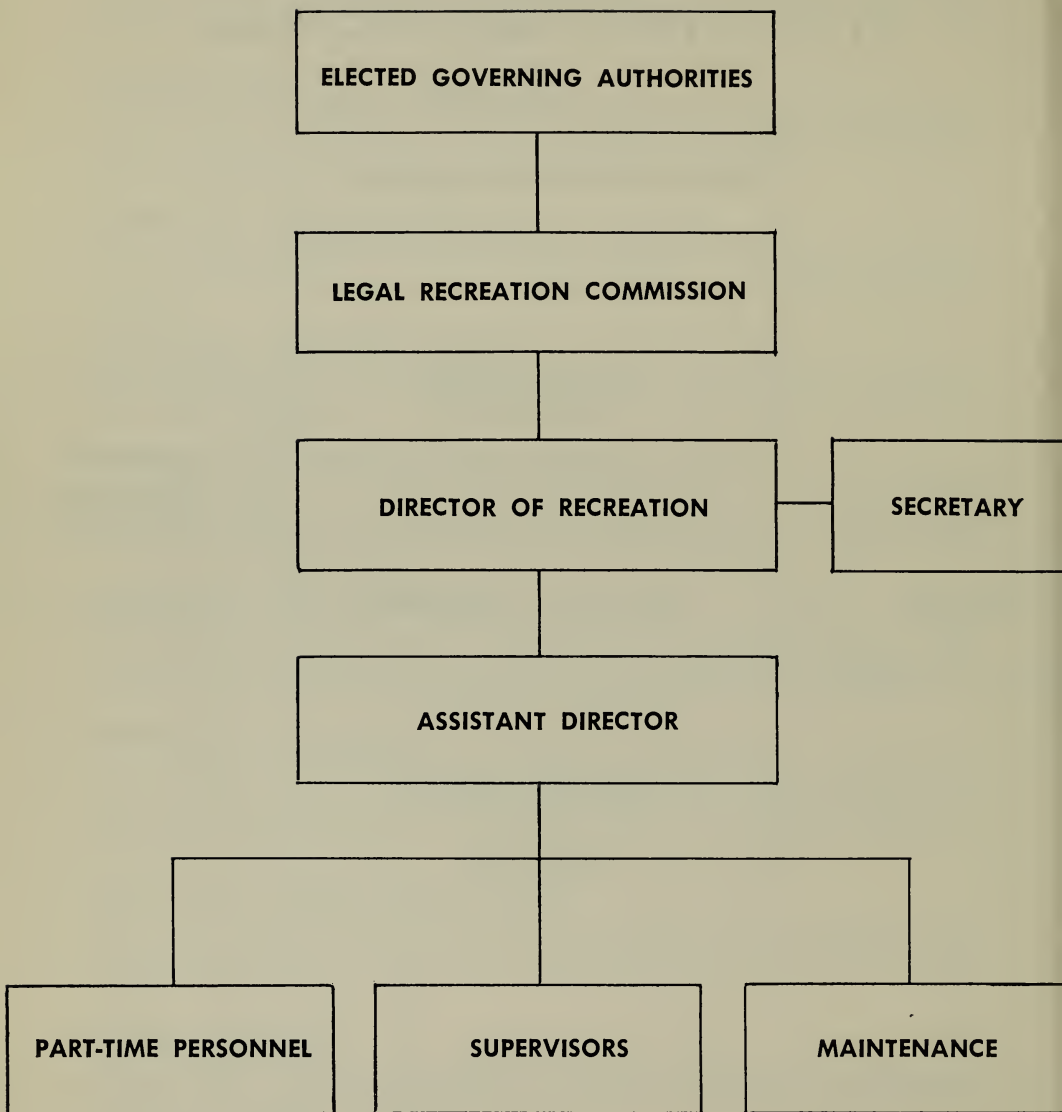 ELECTED GOVERNING AUTHORITIES
LEGAL RECREATION COMMISSION
DIRECTOR OF RECREATION
SECRETARY
ASSISTANT DIRECTOR
PART-TIME PERSONNEL
SUPERVISORS
MAINTENANCE